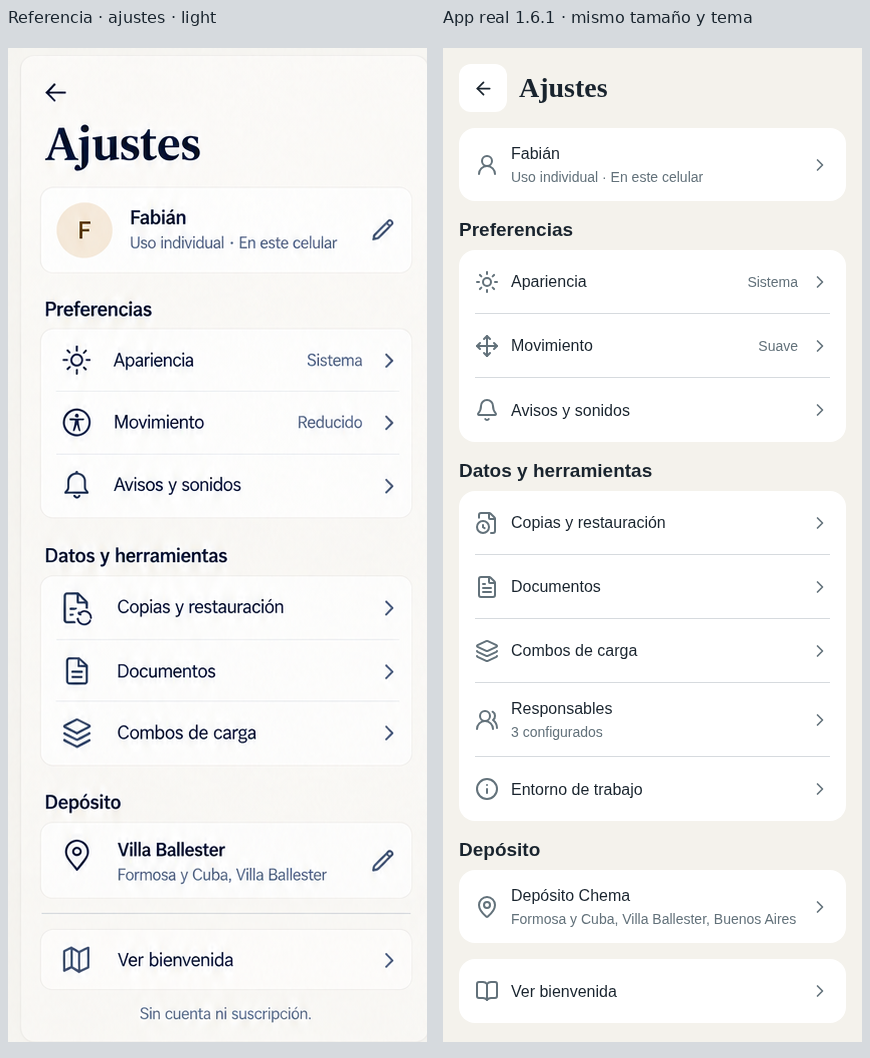 Referencia · ajustes · light
Ajustes
F
Fabián
Uso individual · En este celular
Preferencias
Apariencia Sistema
Movimiento Reducido
Avisos y sonidos
Datos y herramientas
Copias y restauración
Documentos
Combos de carga
Depósito
Villa Ballester
Formosa y Cuba, Villa Ballester
Ver bienvenida
Sin cuenta ni suscripción.
App real 1.6.1 · mismo tamaño y tema
Ajustes
Fabián
Uso individual · En este celular
Preferencias
Apariencia Sistema
Movimiento Suave
Avisos y sonidos
Datos y herramientas
Copias y restauración
Documentos
Combos de carga
Responsables
3 configurados
Entorno de trabajo
Depósito
Depósito Chema
Formosa y Cuba, Villa Ballester, Buenos Aires
Ver bienvenida